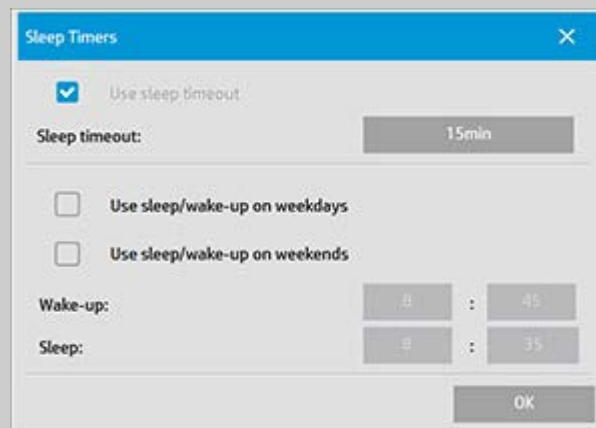 Sleep Timers
Use sleep timeout
Sleep timeout: 15min
Use sleep/wake-up on weekdays
Use sleep/wake-up on weekends
Wake-up: 8 : 45
Sleep: 8 : 35
OK